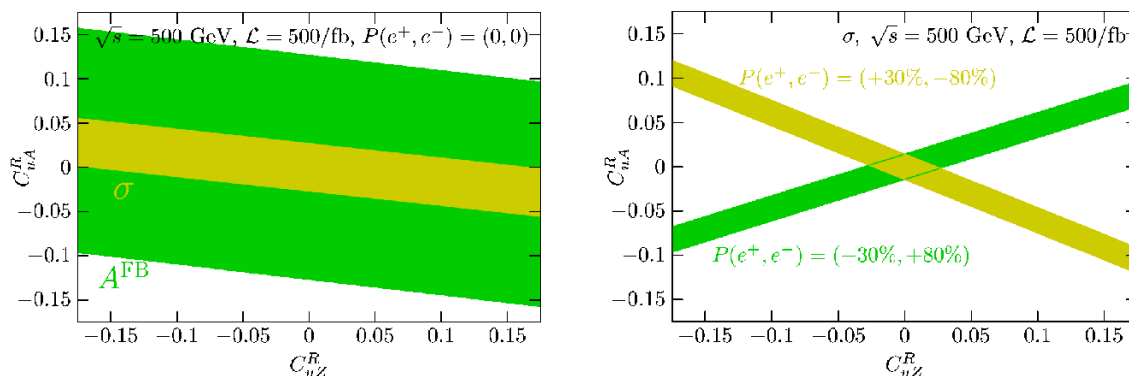 √s = 500 GeV, ℒ = 500/fb, P(e⁺, e⁻) = (0, 0)
0.15
0.1
0.05
0
−0.05
−0.1
−0.15
C^R_{uA}
σ
A^FB
−0.15 −0.1 −0.05 0 0.05 0.1 0.15
C^R_{uZ}
σ, √s = 500 GeV, ℒ = 500/fb
P(e⁺, e⁻) = (+30%, −80%)
0.15
0.1
0.05
0
−0.05
−0.1
−0.15
C^R_{uA}
P(e⁺, e⁻) = (−30%, +80%)
−0.15 −0.1 −0.05 0 0.05 0.1 0.15
C^R_{uZ}